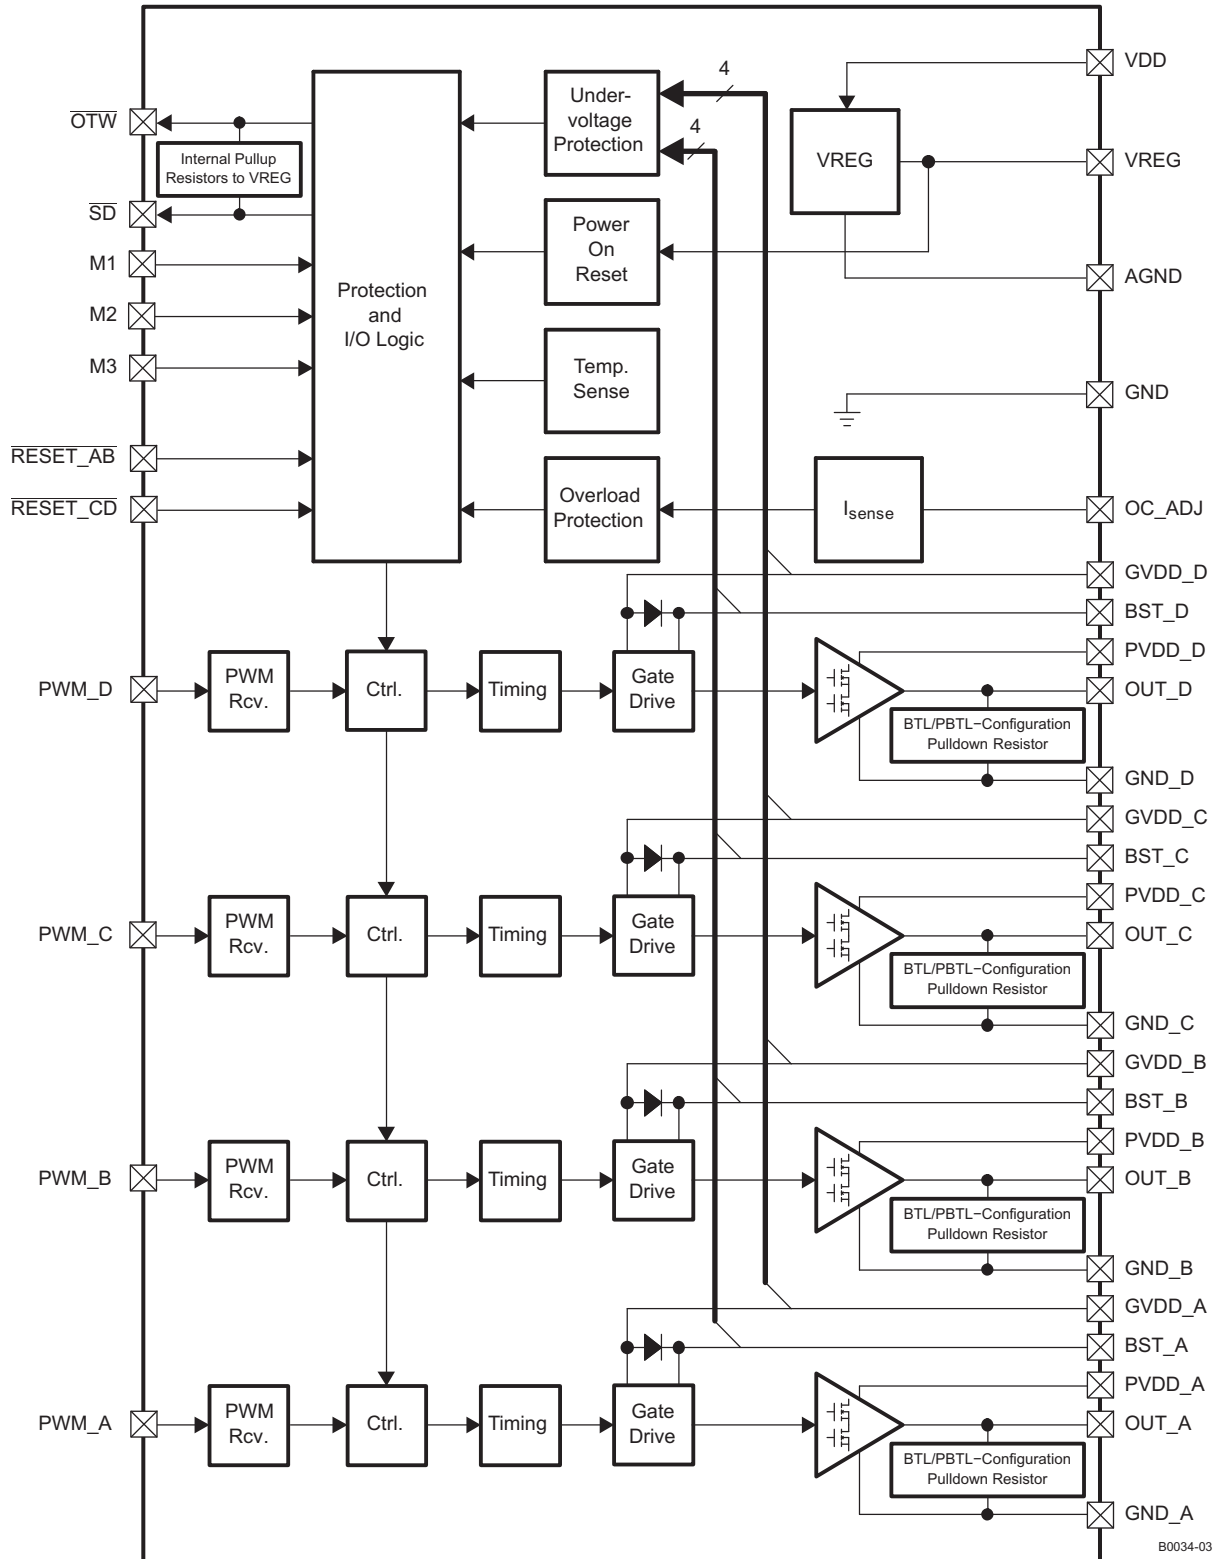 4
VDD
Under-
voltage
Protection
OTW
4
Internal Pullup
Resistors to VREG
VREG
VREG
SD
Power
On
Reset
M1
AGND
Protection
and
I/O Logic
M2
M3
Temp.
Sense
GND
RESET_AB
Overload
Protection
Isense
RESET_CD
OC_ADJ
GVDD_D
BST_D
PVDD_D
PWM_D
PWM
Rcv.
Ctrl.
Timing
Gate
Drive
OUT_D
BTL/PBTL−Configuration
Pulldown Resistor
GND_D
GVDD_C
BST_C
PVDD_C
PWM_C
PWM
Rcv.
Ctrl.
Timing
Gate
Drive
OUT_C
BTL/PBTL−Configuration
Pulldown Resistor
GND_C
GVDD_B
BST_B
PVDD_B
PWM_B
PWM
Rcv.
Ctrl.
Timing
Gate
Drive
OUT_B
BTL/PBTL−Configuration
Pulldown Resistor
GND_B
GVDD_A
BST_A
PVDD_A
PWM_A
PWM
Rcv.
Ctrl.
Timing
Gate
Drive
OUT_A
BTL/PBTL−Configuration
Pulldown Resistor
GND_A
B0034-03